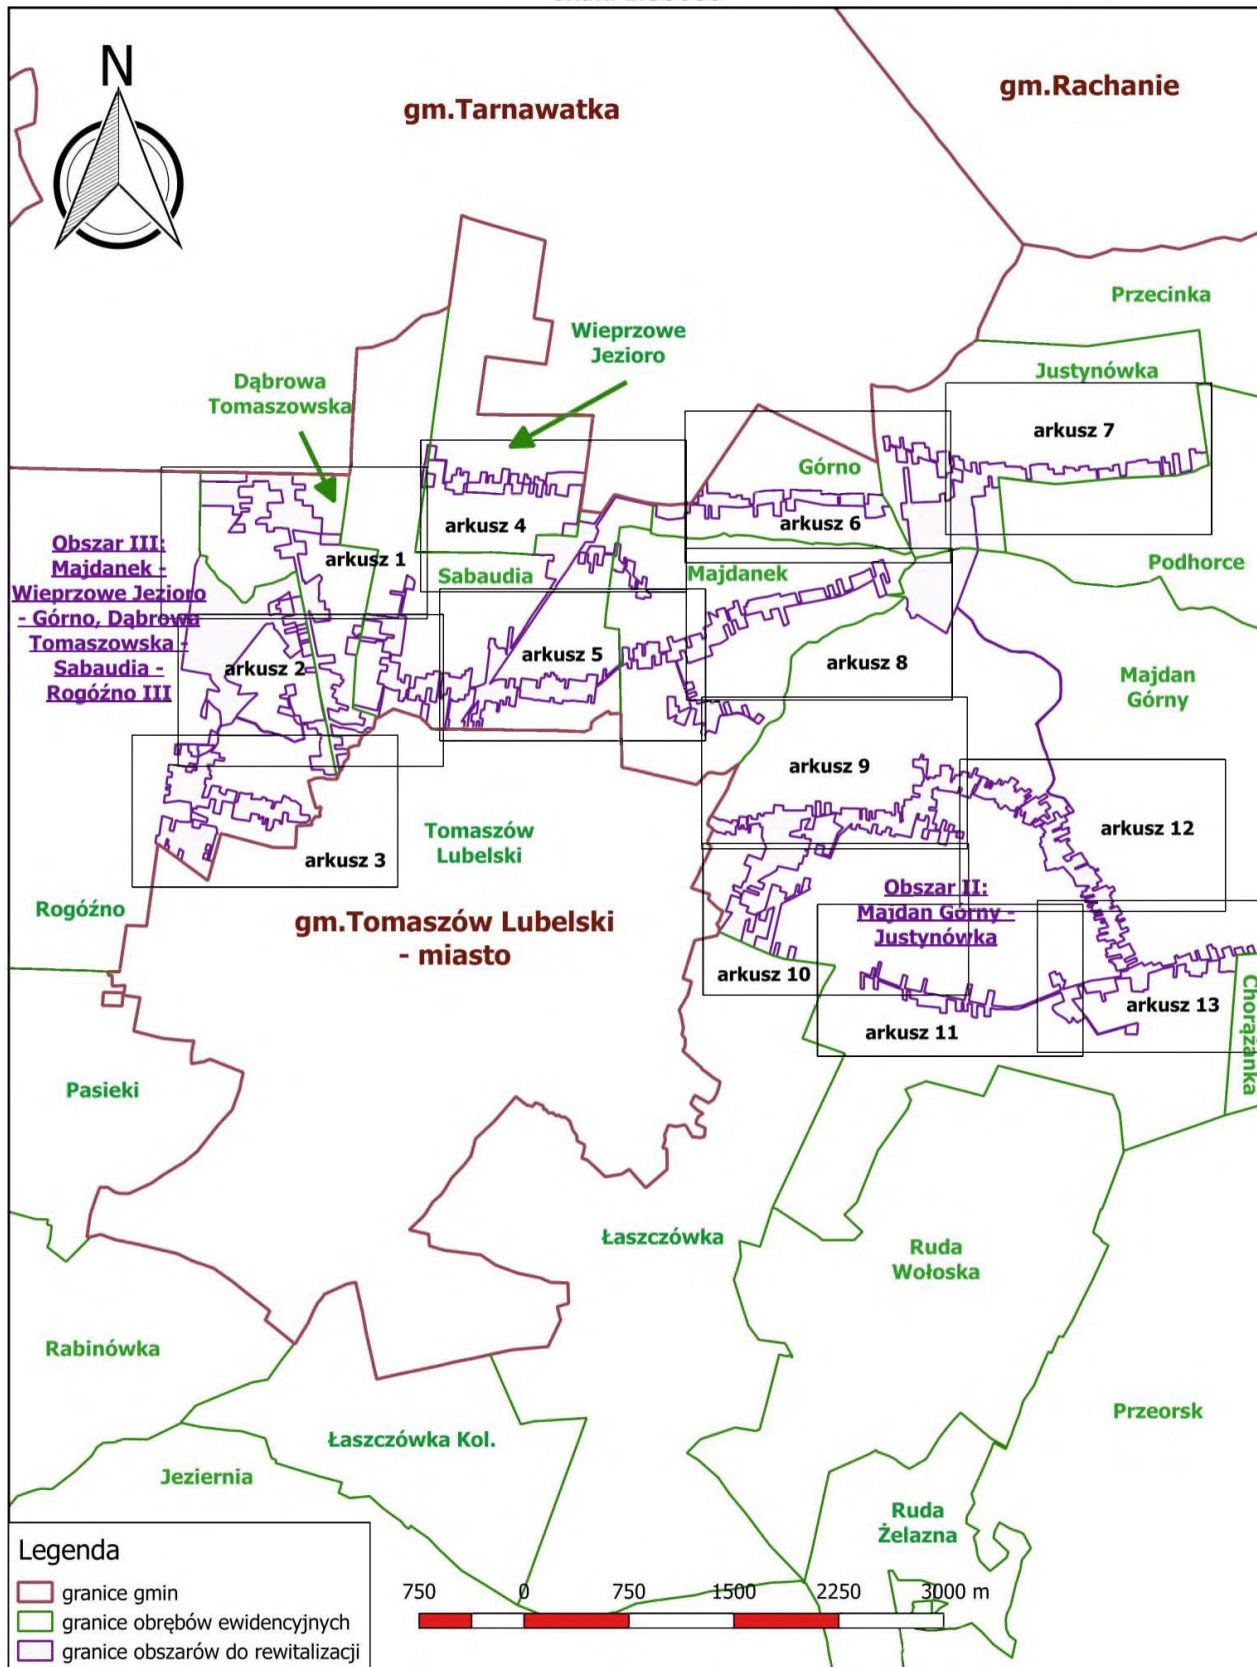 N
gm.Tarnawatka
gm.Rachanie
Przecinka
Wieprzowe
Jezioro
Justynówka
Dąbrowa
Tomaszowska
arkusz 7
Górno
arkusz 4
arkusz 6
Obszar III:
Majdanek -
Wieprzowe Jezioro
- Górno, Dąbrowa
Tomaszowska -
Sabaudia -
Rogóźno III
arkusz 1
Sabaudia
Majdanek
Podhorce
arkusz 2
arkusz 5
arkusz 8
Majdan
Górny
arkusz 9
arkusz 12
Tomaszów
Lubelski
arkusz 3
Obszar II:
Majdan Górny -
Justynówka
Rogóźno
gm.Tomaszów Lubelski
- miasto
arkusz 10
arkusz 11
arkusz 13
Chorążanka
Pasieki
Łaszczówka
Ruda
Wołoska
Rabinówka
Przeorsk
Łaszczówka Kol.
Jeziernia
Ruda
Żelazna
Legenda
granice gmin
granice obrębów ewidencyjnych
granice obszarów do rewitalizacji
750 0 750 1500 2250 3000 m